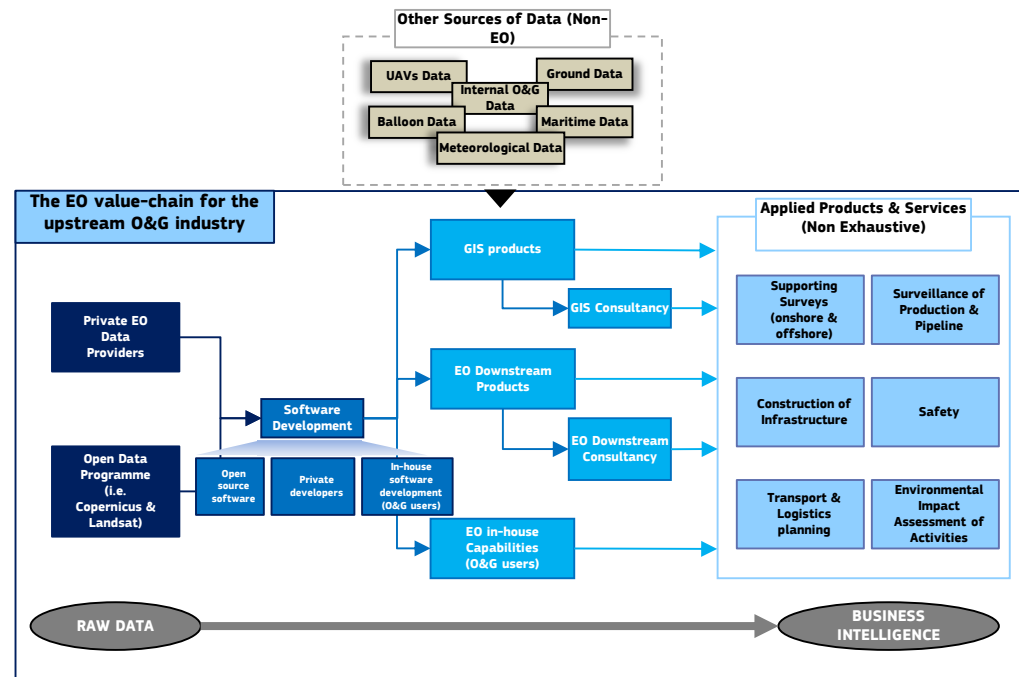 Other Sources of Data (Non-
EO)
UAVs Data
Ground Data
Internal O&G
Data
Balloon Data
Maritime Data
Meteorological Data
The EO value-chain for the
upstream O&G industry
Private EO
Data
Providers
Open Data
Programme
(i.e.
Copernicus &
Landsat)
Software
Development
Open
source
software
Private
developers
In-house
software
development
(O&G users)
GIS products
GIS Consultancy
EO Downstream
Products
EO Downstream
Consultancy
EO in-house
Capabilities
(O&G users)
Applied Products & Services
(Non Exhaustive)
Supporting
Surveys
(onshore &
offshore)
Surveillance of
Production &
Pipeline
Construction of
Infrastructure
Safety
Transport &
Logistics
planning
Environmental
Impact
Assessment of
Activities
RAW DATA
BUSINESS
INTELLIGENCE